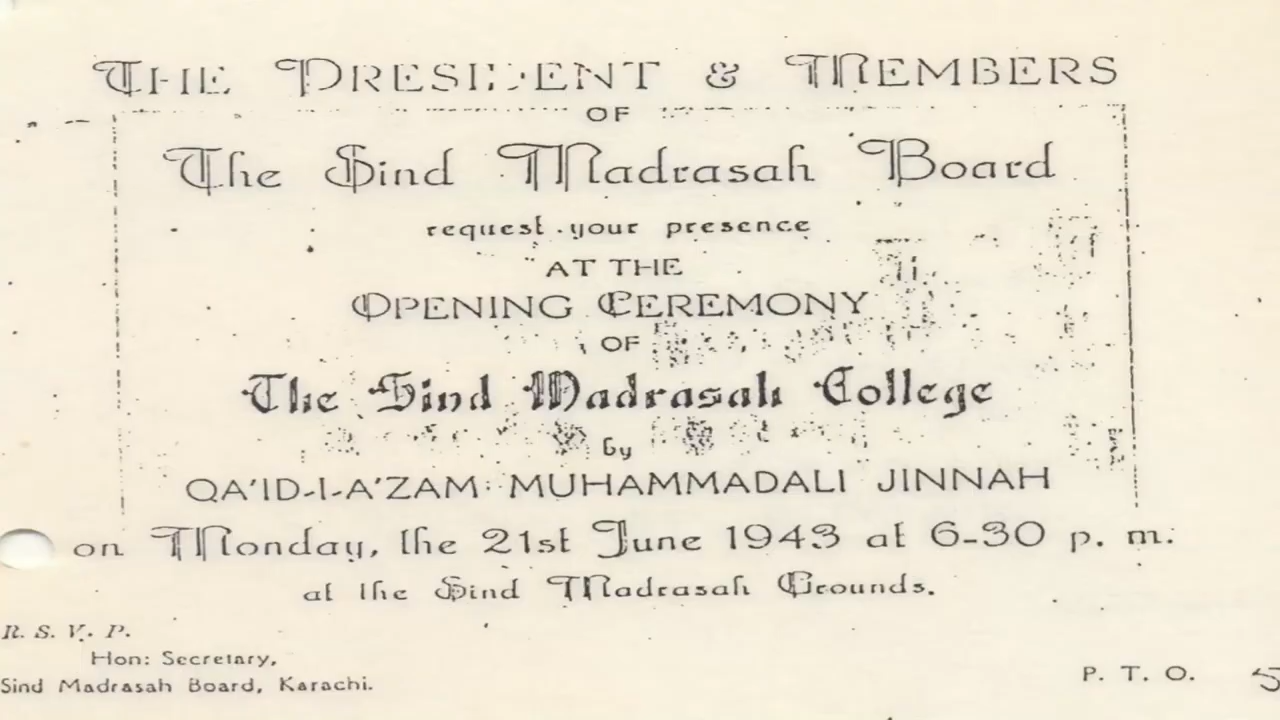 THE PRESIDENT & MEMBERS
OF
The Sind Madrasah Board
request your presence
AT THE
OPENING CEREMONY
OF
The Sind Madrasah College
by
QA'ID-I-A'ZAM MUHAMMADALI JINNAH
on Monday, the 21st June 1943 at 6-30 p. m.
at the Sind Madrasah Grounds.
R. S. V. P.
Hon: Secretary,
Sind Madrasah Board, Karachi.
P. T. O.
5